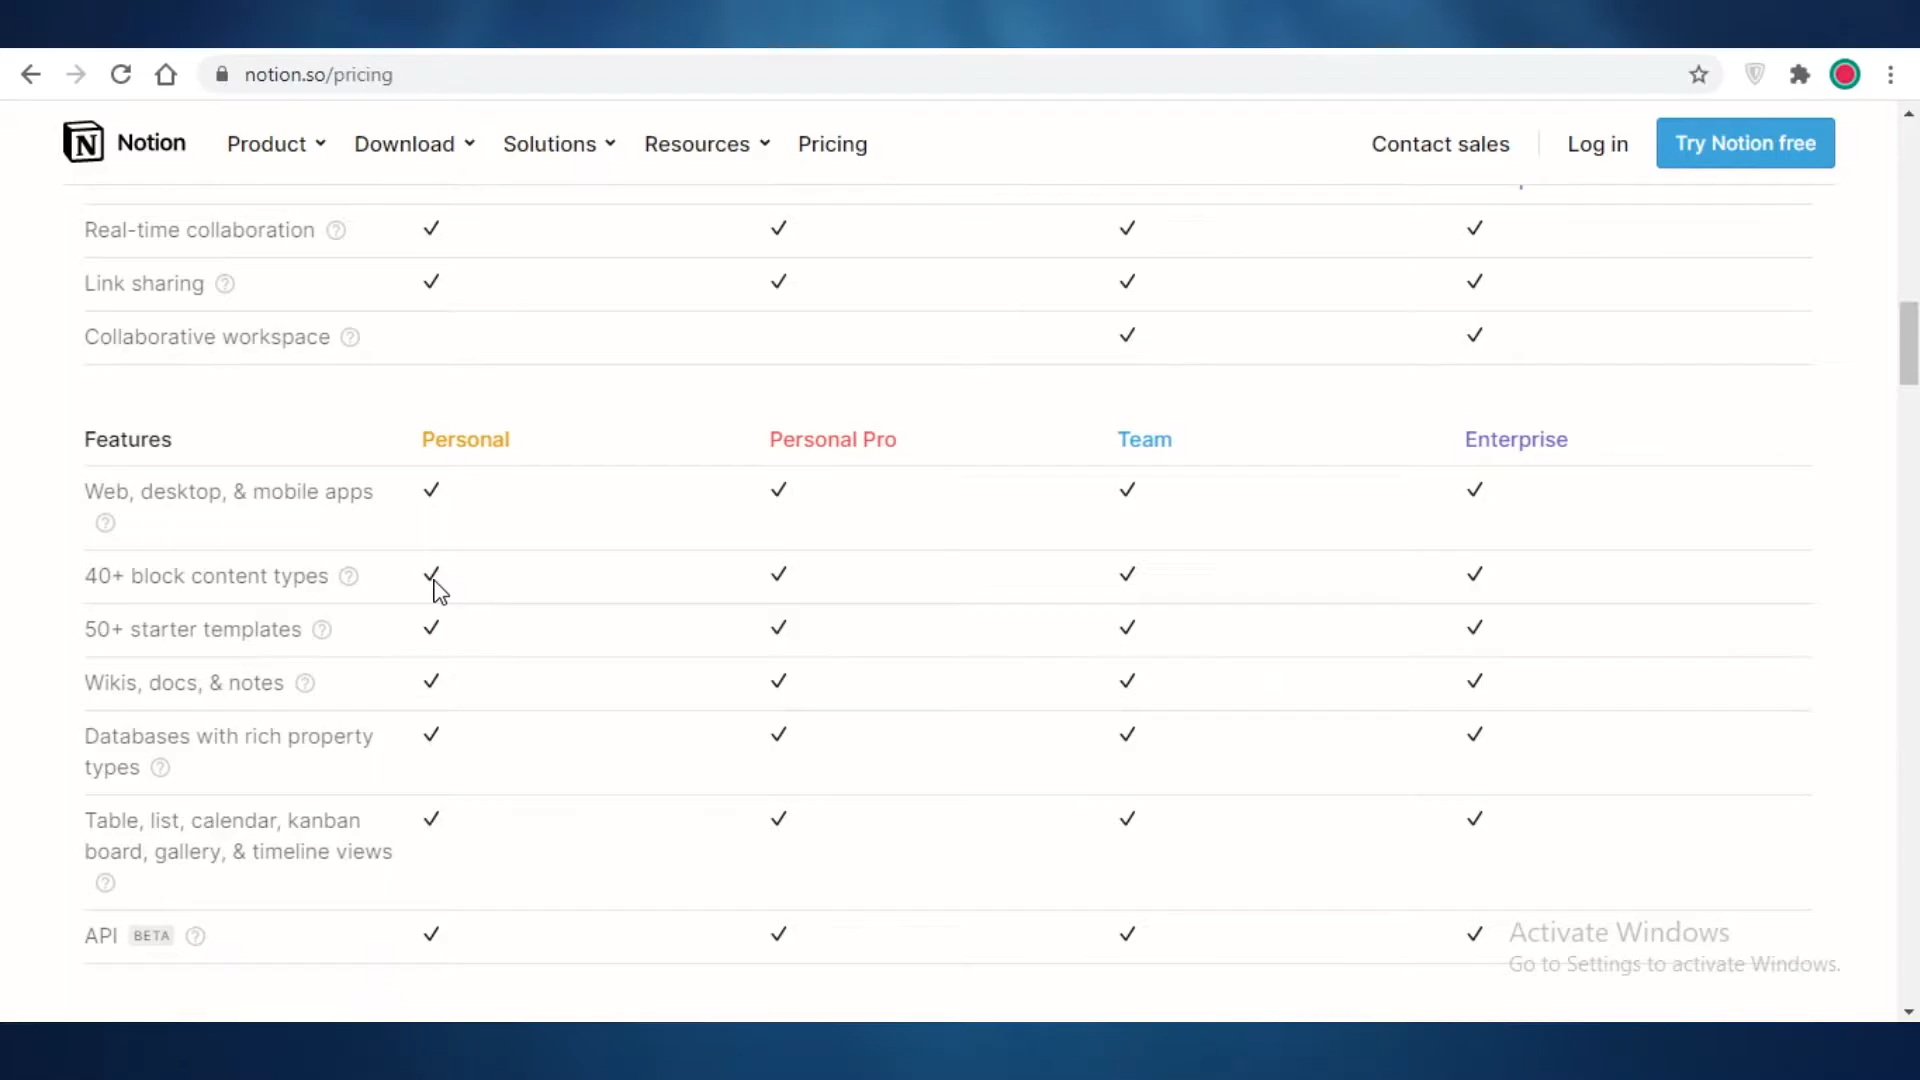 notion.so/pricing
Notion Product Download Solutions Resources Pricing Contact sales Log in Try Notion free
Real-time collaboration ? ✓ ✓ ✓ ✓
Link sharing ? ✓ ✓ ✓ ✓
Collaborative workspace ? ✓ ✓
Features Personal Personal Pro Team Enterprise
Web, desktop, & mobile apps ✓ ✓ ✓ ✓
?
40+ block content types ? ✓ ✓ ✓ ✓
50+ starter templates ? ✓ ✓ ✓ ✓
Wikis, docs, & notes ? ✓ ✓ ✓ ✓
Databases with rich property ✓ ✓ ✓ ✓
types ?
Table, list, calendar, kanban ✓ ✓ ✓ ✓
board, gallery, & timeline views
?
API BETA ? ✓ ✓ ✓ ✓
Activate Windows
Go to Settings to activate Windows.